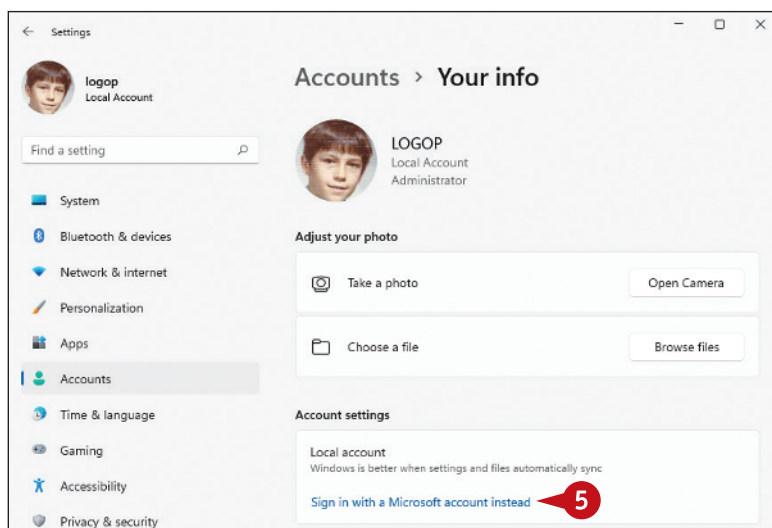 Settings
logop
Local Account
Find a setting
System
Bluetooth & devices
Network & internet
Personalization
Apps
Accounts
Time & language
Gaming
Accessibility
Privacy & security
Accounts > Your info
LOGOP
Local Account
Administrator
Adjust your photo
Take a photo
Open Camera
Choose a file
Browse files
Account settings
Local account
Windows is better when settings and files automatically sync
Sign in with a Microsoft account instead
5